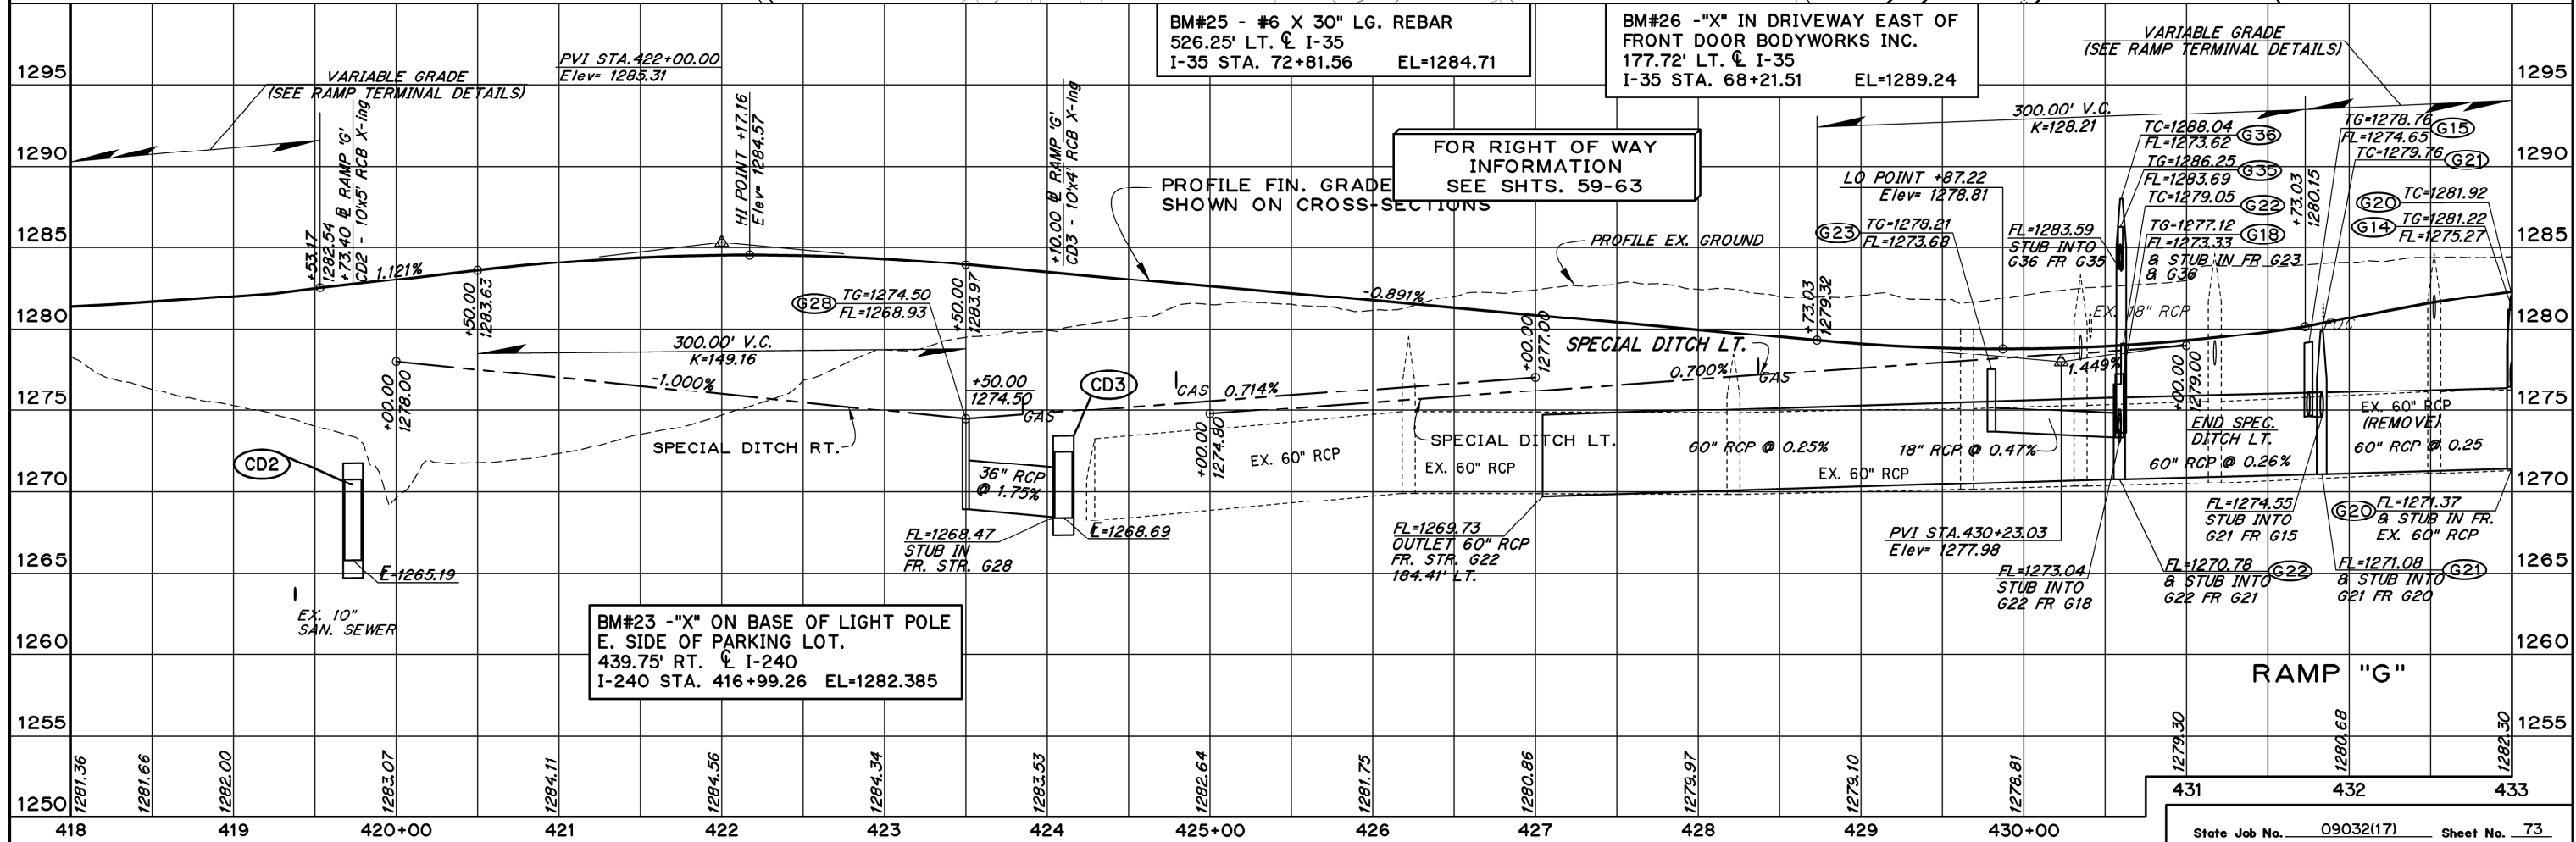 BM#25 - #6 X 30" LG. REBAR
526.25' LT. ℄ I-35
I-35 STA. 72+81.56 EL=1284.71
BM#26 -"X" IN DRIVEWAY EAST OF
FRONT DOOR BODYWORKS INC.
177.72' LT. ℄ I-35
I-35 STA. 68+21.51 EL=1289.24
VARIABLE GRADE
(SEE RAMP TERMINAL DETAILS)
1295
1290
1285
1280
1275
1270
1265
1260
1255
1250
VARIABLE GRADE
(SEE RAMP TERMINAL DETAILS)
PVI STA.422+00.00
Elev= 1285.31
+53.17
1282.54
+73.40 ℄ RAMP 'G'
CD2 - 10'x5' RCB X-ing
1.121%
HI POINT +17.16
Elev= 1284.57
+10.00 ℄ RAMP 'G'
CD3 - 10'x4' RCB X-ing
PROFILE FIN. GRADE
SHOWN ON CROSS-SECTIONS
FOR RIGHT OF WAY
INFORMATION
SEE SHTS. 59-63
300.00' V.C.
K=128.21
LO POINT +87.22
Elev= 1278.81
TC=1288.04
FL=1273.62
G36
TG=1286.25
FL=1283.69
G35
TC=1279.05
G22
TG=1277.12
FL=1273.33
G18
& STUB IN FR G23
& G36
+73.03
1280.15
TG=1278.76
FL=1274.65
G15
TC=1279.76
G21
G20
TC=1281.92
G14
TG=1281.22
FL=1275.27
G23
TG=1278.21
FL=1273.68
FL=1283.59
STUB INTO
G36 FR G35
PROFILE EX. GROUND
+50.00
1283.63
G28
TG=1274.50
FL=1268.93
+50.00
1283.97
-0.891%
+73.03
1279.32
EX. 18" RCP
FOC
300.00' V.C.
K=149.16
+00.00
1278.00
-1.000%
+50.00
1274.50
GAS
CD3
GAS
0.714%
+00.00
1277.00
SPECIAL DITCH LT.
0.700%
GAS
1.449%
+00.00
1279.00
END SPEC.
DITCH LT.
SPECIAL DITCH RT.
CD2
36" RCP
@ 1.75%
+00.00
1274.80
EX. 60" RCP
SPECIAL DITCH LT.
EX. 60" RCP
60" RCP @ 0.25%
EX. 60" RCP
18" RCP @ 0.47%
60" RCP @ 0.26%
EX. 60" RCP
(REMOVE)
60" RCP @ 0.25
FL=1268.47
STUB IN
FR. STR. G28
E=1268.69
E=1265.19
FL=1269.73
OUTLET 60" RCP
FR. STR. G22
184.41' LT.
PVI STA.430+23.03
Elev= 1277.98
FL=1273.04
STUB INTO
G22 FR G18
FL=1274.55
STUB INTO
G21 FR G15
G20
FL=1271.37
& STUB IN FR.
EX. 60" RCP
FL=1270.78
G22
& STUB INTO
G22 FR G21
FL=1271.08
G21
& STUB INTO
G21 FR G20
EX. 10"
SAN. SEWER
BM#23 -"X" ON BASE OF LIGHT POLE
E. SIDE OF PARKING LOT.
439.75' RT. ℄ I-240
I-240 STA. 416+99.26 EL=1282.385
RAMP "G"
1295
1290
1285
1280
1275
1270
1265
1260
1255
1281.36
1281.66
1282.00
1283.07
1284.11
1284.56
1284.34
1283.53
1282.64
1281.75
1280.86
1279.97
1279.10
1278.81
1279.30
1280.68
1282.30
418 419 420+00 421 422 423 424 425+00 426 427 428 429 430+00 431 432 433
State Job No. 09032(17) Sheet No. 73